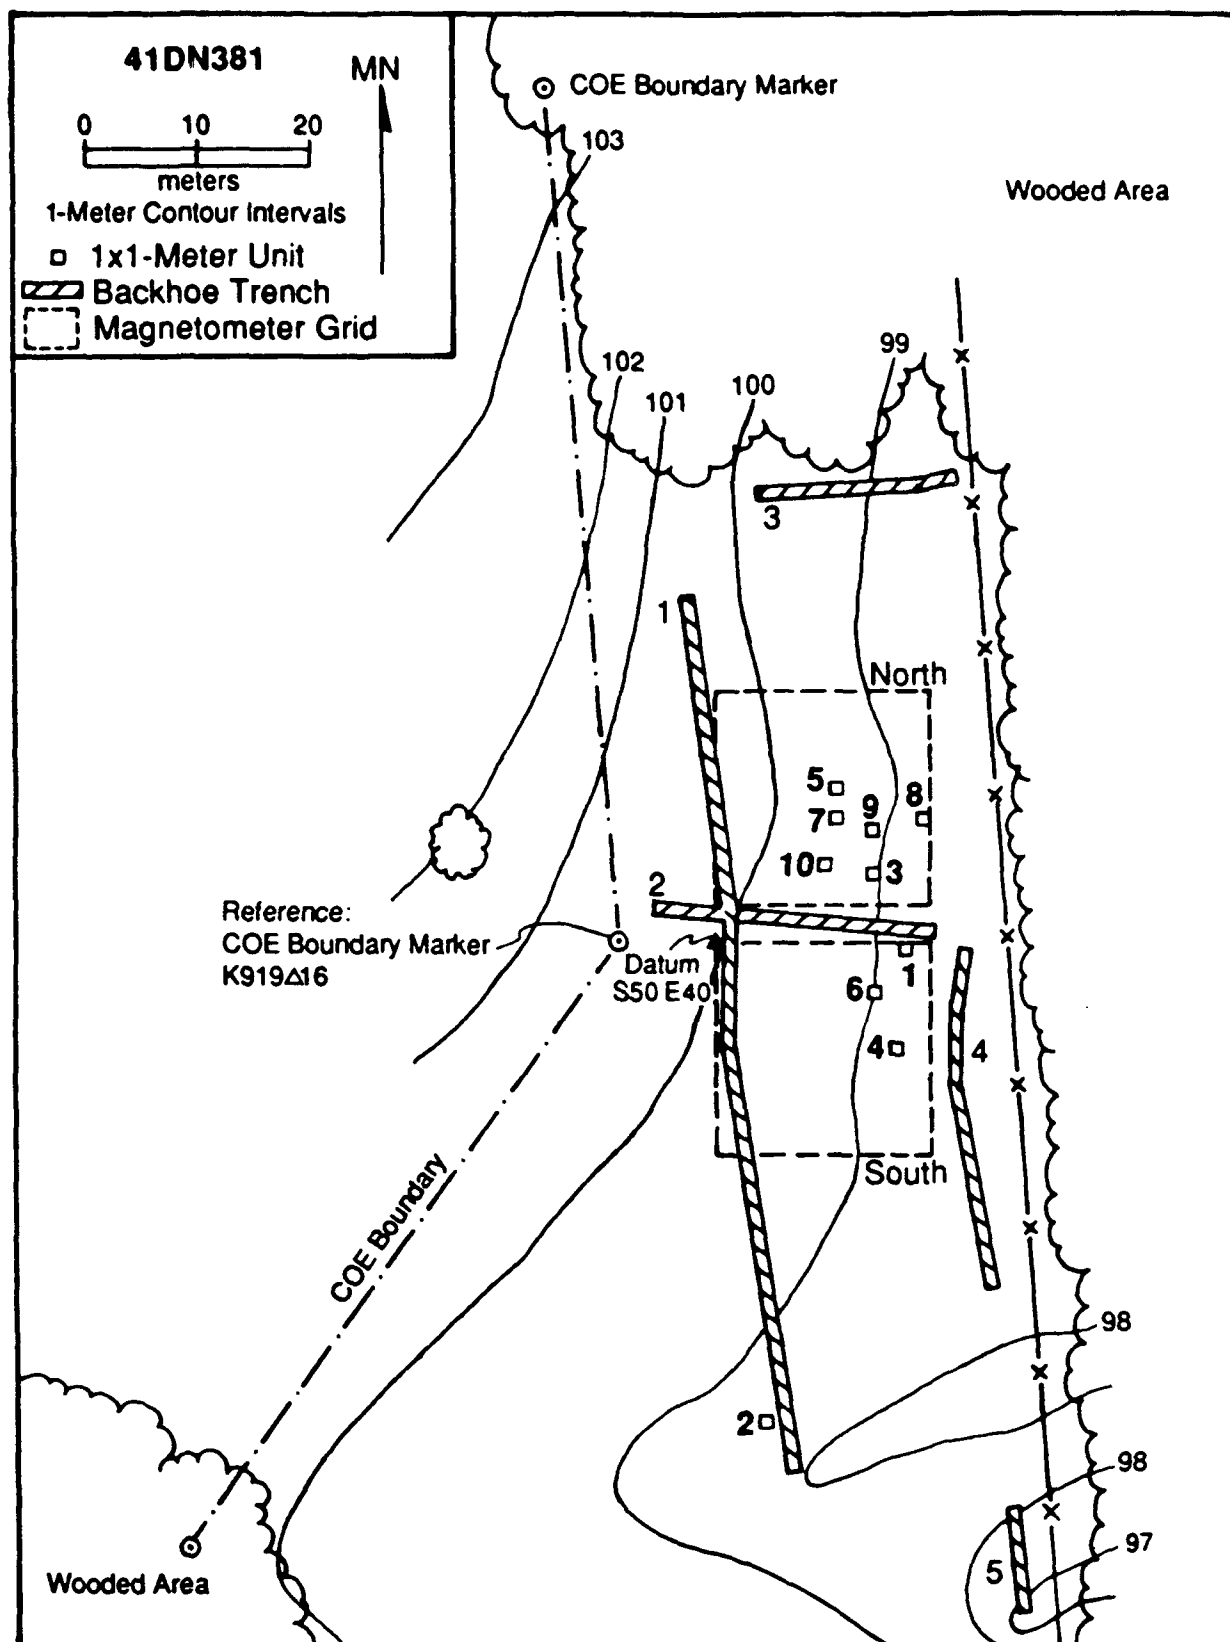 41DN381
MN
0 10 20
meters
1-Meter Contour Intervals
1x1-Meter Unit
Backhoe Trench
Magnetometer Grid
COE Boundary Marker
103
Wooded Area
99
102
100
101
3
1
North
5
8
9
7
10
3
2
Reference:
COE Boundary Marker
K919△16
Datum
S50 E40
1
6
4
4
South
COE Boundary
98
2
98
97
5
Wooded Area